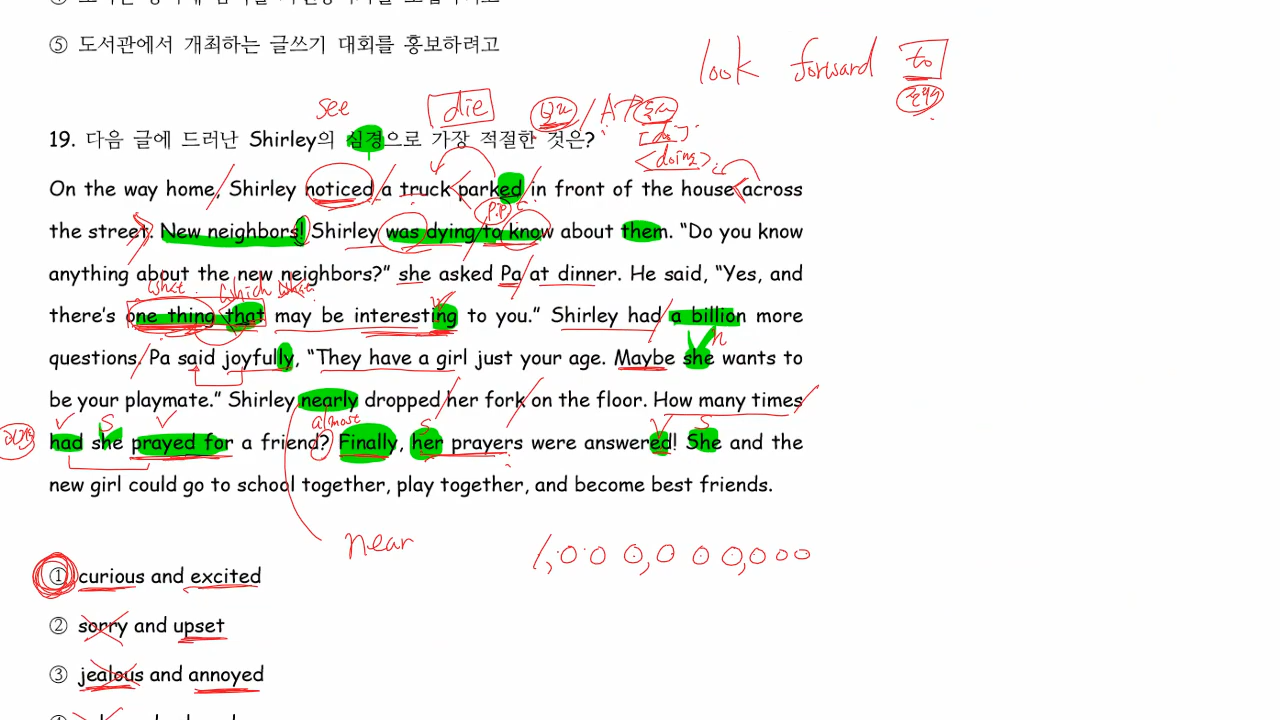 ⑤ 도서관에서 개최하는 글쓰기 대회를 홍보하려고
look forward to
see die
19. 다음 글에 드러난 Shirley의 심경으로 가장 적절한 것은?
[do]
<doing>
On the way home, Shirley noticed a truck parked in front of the house across
p.p
the street. New neighbors! Shirley was dying to know about them. “Do you know
anything about the new neighbors?” she asked Pa at dinner. He said, “Yes, and
what which what
there’s one thing that may be interesting to you.” Shirley had a billion more
n
questions. Pa said joyfully, “They have a girl just your age. Maybe she wants to
be your playmate.” Shirley nearly dropped her fork on the floor. How many times
almost
S S S
had she prayed for a friend? Finally, her prayers were answered! She and the
new girl could go to school together, play together, and become best friends.
near 1,000,000,000
① curious and excited
② sorry and upset
③ jealous and annoyed